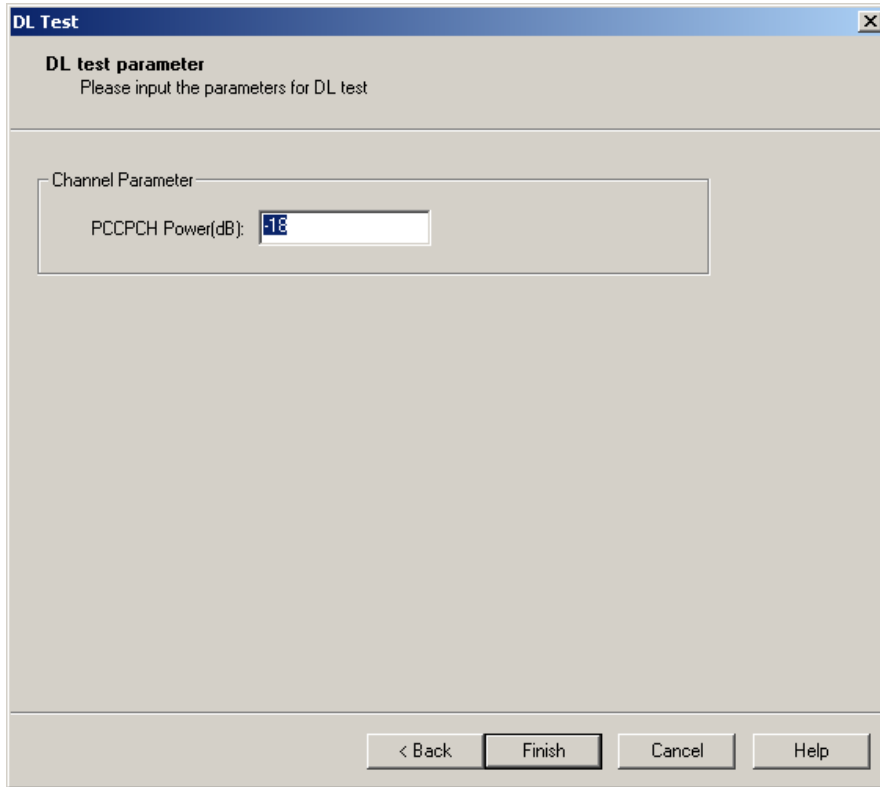 DL Test
DL test parameter
Please input the parameters for DL test
Channel Parameter
PCCPCH Power(dB): -18
< Back Finish Cancel Help